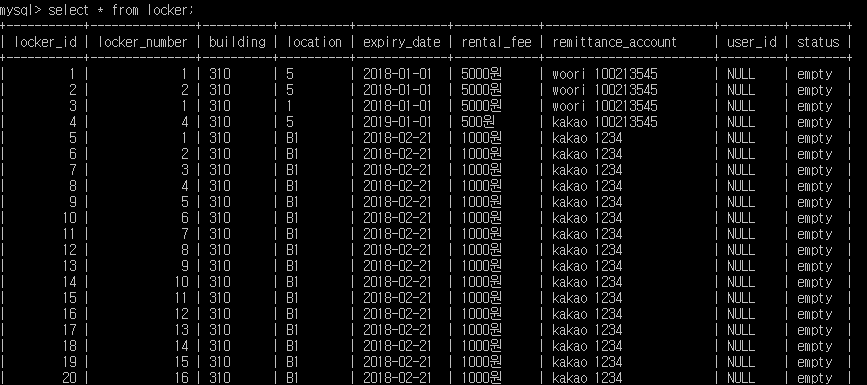 mysql> select * from locker;
+-----------+---------------+----------+----------+-------------+------------+--------------------+---------+--------+
| locker_id | locker_number | building | location | expiry_date | rental_fee | remittance_account | user_id | status |
+-----------+---------------+----------+----------+-------------+------------+--------------------+---------+--------+
| 1 | 1 | 310 | 5 | 2018-01-01 | 5000원 | woori 100213545 | NULL | empty |
| 2 | 2 | 310 | 5 | 2018-01-01 | 5000원 | woori 100213545 | NULL | empty |
| 3 | 1 | 310 | 1 | 2018-01-01 | 5000원 | woori 100213545 | NULL | empty |
| 4 | 4 | 310 | 5 | 2019-01-01 | 500원 | kakao 100213545 | NULL | empty |
| 5 | 1 | 310 | B1 | 2018-02-21 | 1000원 | kakao 1234 | NULL | empty |
| 6 | 2 | 310 | B1 | 2018-02-21 | 1000원 | kakao 1234 | NULL | empty |
| 7 | 3 | 310 | B1 | 2018-02-21 | 1000원 | kakao 1234 | NULL | empty |
| 8 | 4 | 310 | B1 | 2018-02-21 | 1000원 | kakao 1234 | NULL | empty |
| 9 | 5 | 310 | B1 | 2018-02-21 | 1000원 | kakao 1234 | NULL | empty |
| 10 | 6 | 310 | B1 | 2018-02-21 | 1000원 | kakao 1234 | NULL | empty |
| 11 | 7 | 310 | B1 | 2018-02-21 | 1000원 | kakao 1234 | NULL | empty |
| 12 | 8 | 310 | B1 | 2018-02-21 | 1000원 | kakao 1234 | NULL | empty |
| 13 | 9 | 310 | B1 | 2018-02-21 | 1000원 | kakao 1234 | NULL | empty |
| 14 | 10 | 310 | B1 | 2018-02-21 | 1000원 | kakao 1234 | NULL | empty |
| 15 | 11 | 310 | B1 | 2018-02-21 | 1000원 | kakao 1234 | NULL | empty |
| 16 | 12 | 310 | B1 | 2018-02-21 | 1000원 | kakao 1234 | NULL | empty |
| 17 | 13 | 310 | B1 | 2018-02-21 | 1000원 | kakao 1234 | NULL | empty |
| 18 | 14 | 310 | B1 | 2018-02-21 | 1000원 | kakao 1234 | NULL | empty |
| 19 | 15 | 310 | B1 | 2018-02-21 | 1000원 | kakao 1234 | NULL | empty |
| 20 | 16 | 310 | B1 | 2018-02-21 | 1000원 | kakao 1234 | NULL | empty |